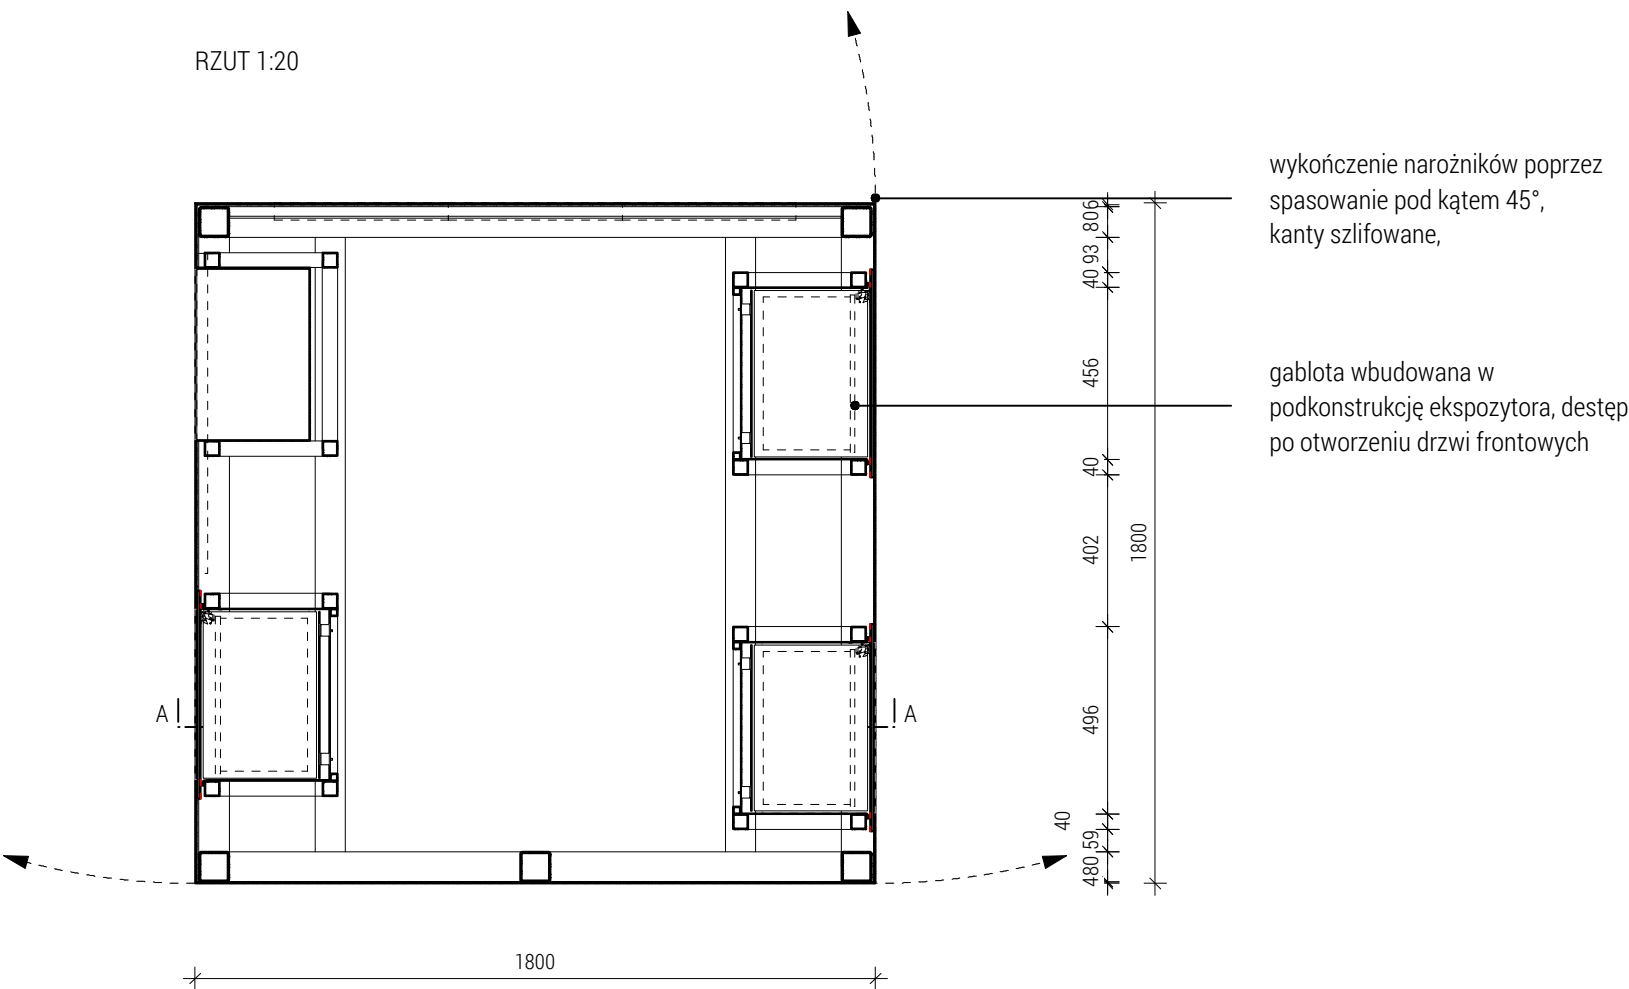 RZUT 1:20
wykończenie narożników poprzez
spasowanie pod kątem 45°,
kanty szlifowane,
gablota wbudowana w
podkonstrukcję ekspozytora, destęp
po otworzeniu drzwi frontowych
806
93
40
456
40
402
1800
496
40
59
480
A
A
1800